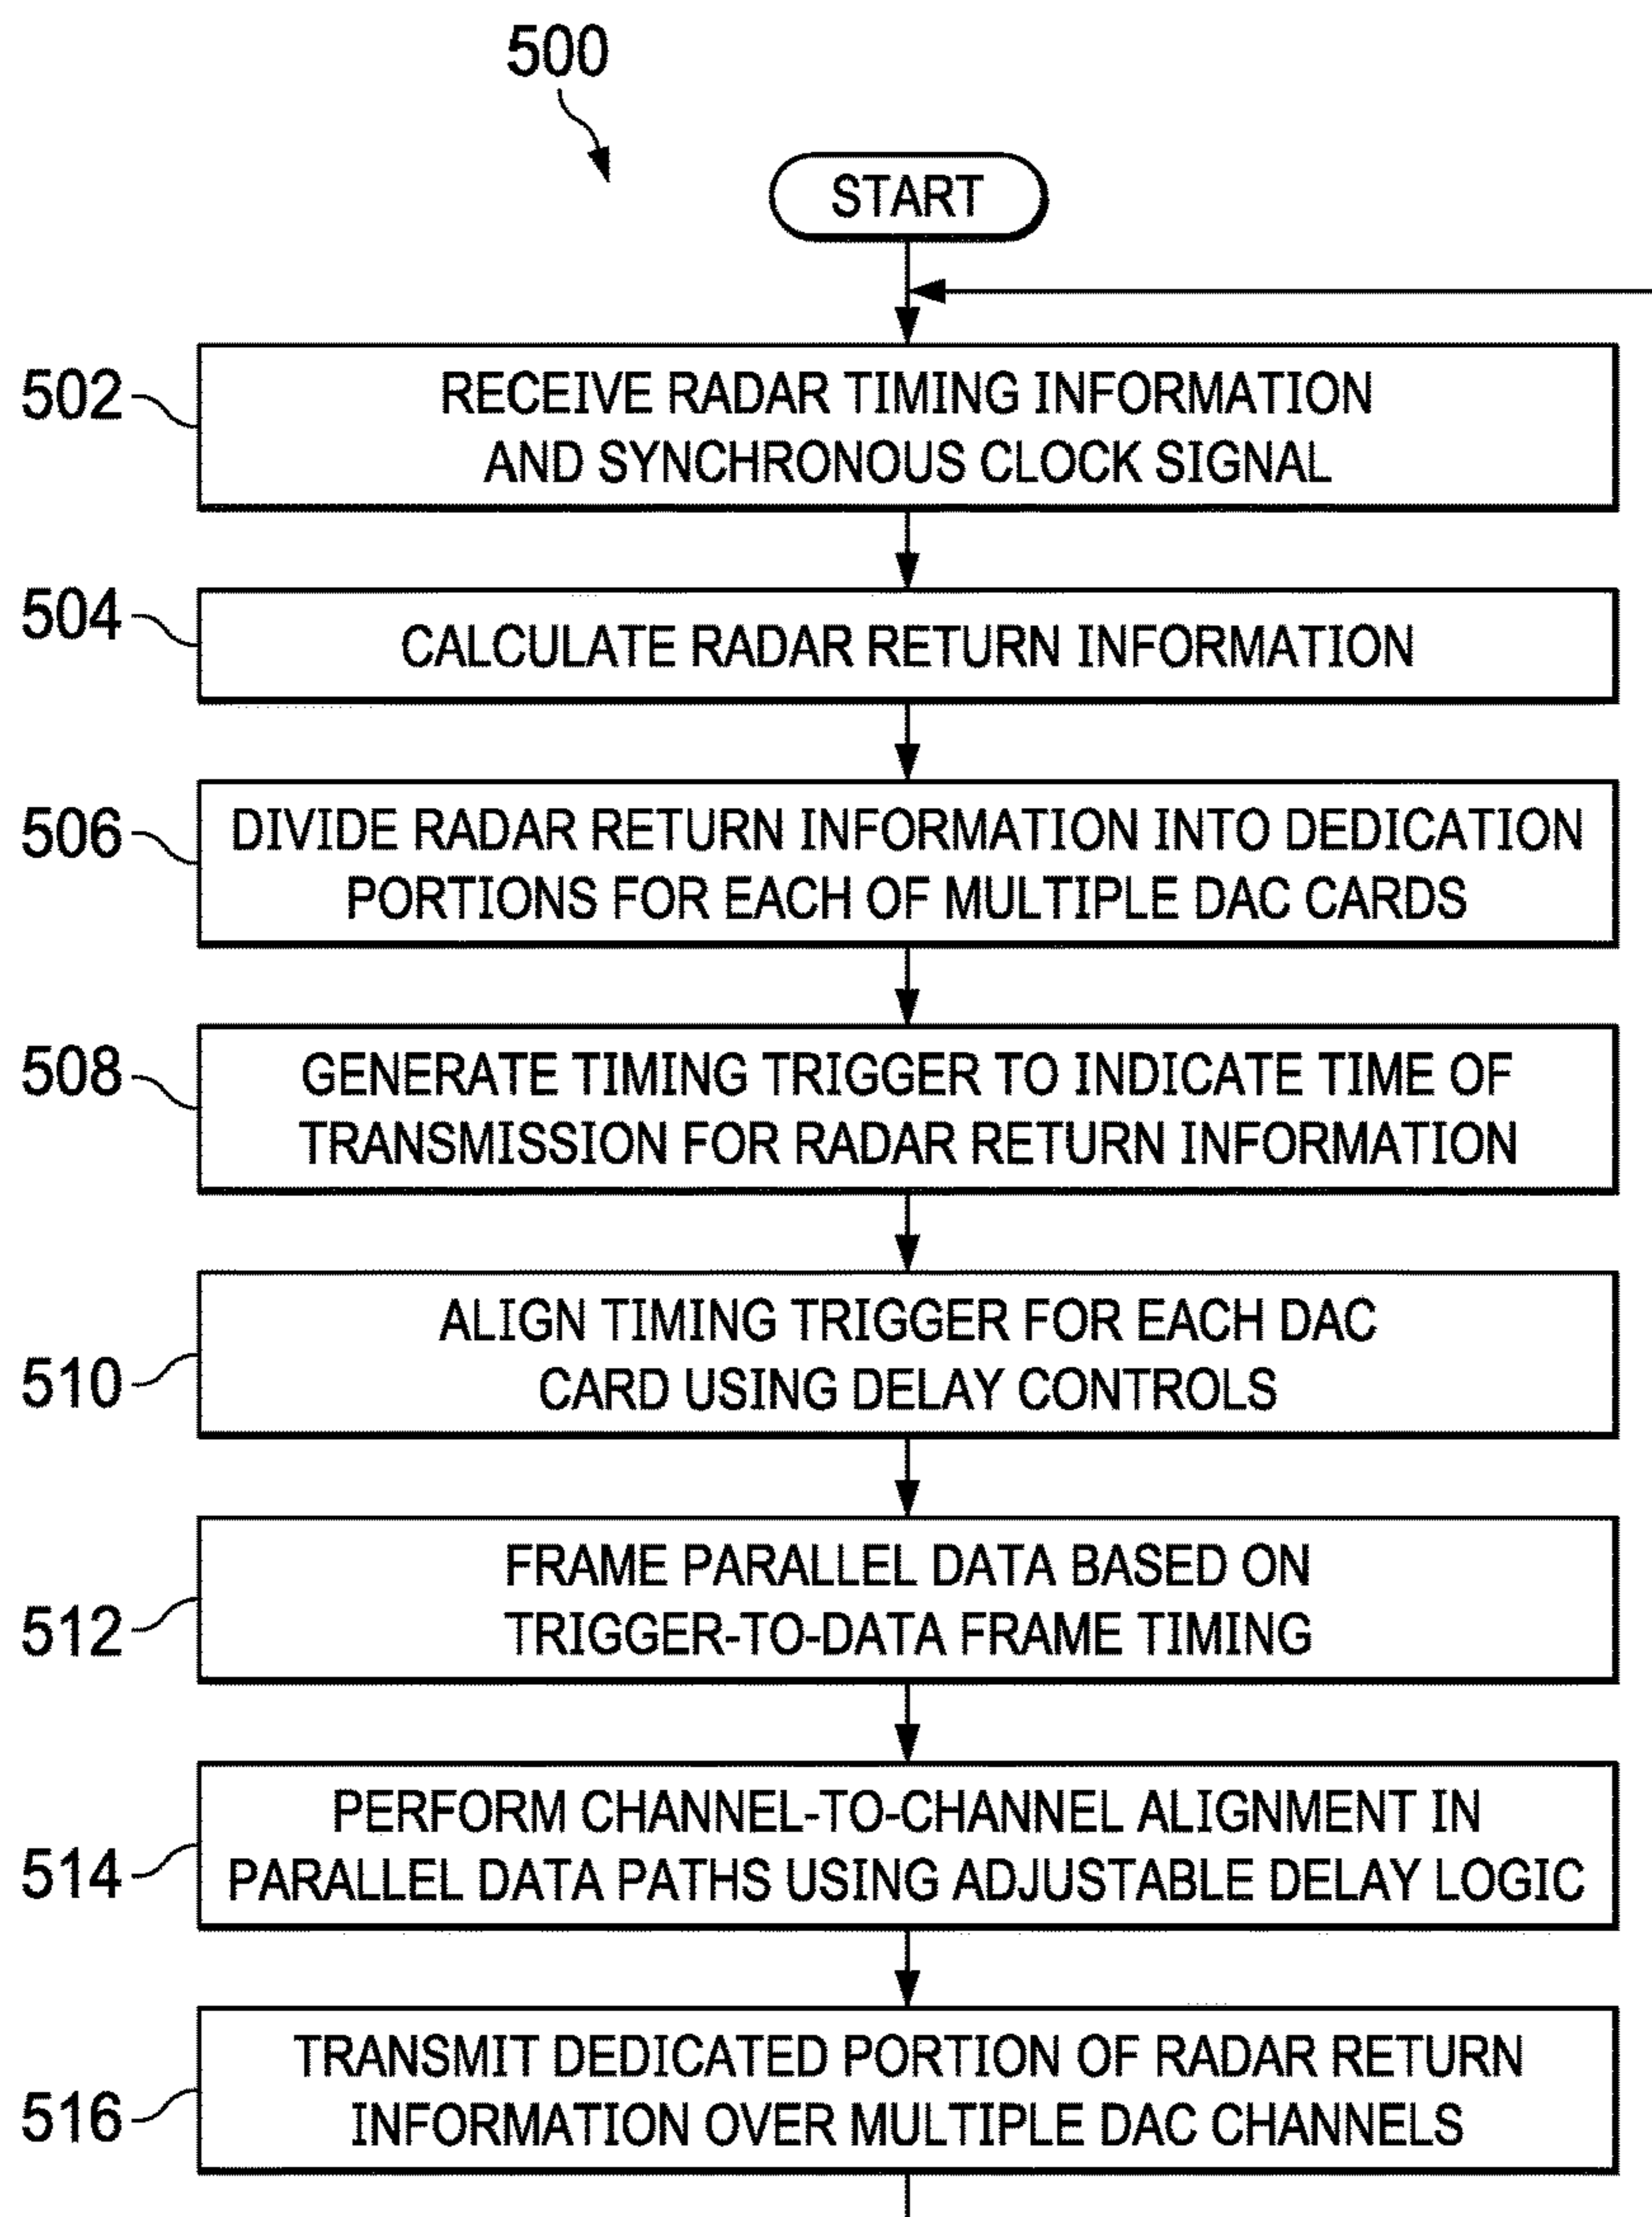 500
START
502
RECEIVE RADAR TIMING INFORMATION
AND SYNCHRONOUS CLOCK SIGNAL
504
CALCULATE RADAR RETURN INFORMATION
506
DIVIDE RADAR RETURN INFORMATION INTO DEDICATION
PORTIONS FOR EACH OF MULTIPLE DAC CARDS
508
GENERATE TIMING TRIGGER TO INDICATE TIME OF
TRANSMISSION FOR RADAR RETURN INFORMATION
510
ALIGN TIMING TRIGGER FOR EACH DAC
CARD USING DELAY CONTROLS
512
FRAME PARALLEL DATA BASED ON
TRIGGER-TO-DATA FRAME TIMING
514
PERFORM CHANNEL-TO-CHANNEL ALIGNMENT IN
PARALLEL DATA PATHS USING ADJUSTABLE DELAY LOGIC
516
TRANSMIT DEDICATED PORTION OF RADAR RETURN
INFORMATION OVER MULTIPLE DAC CHANNELS